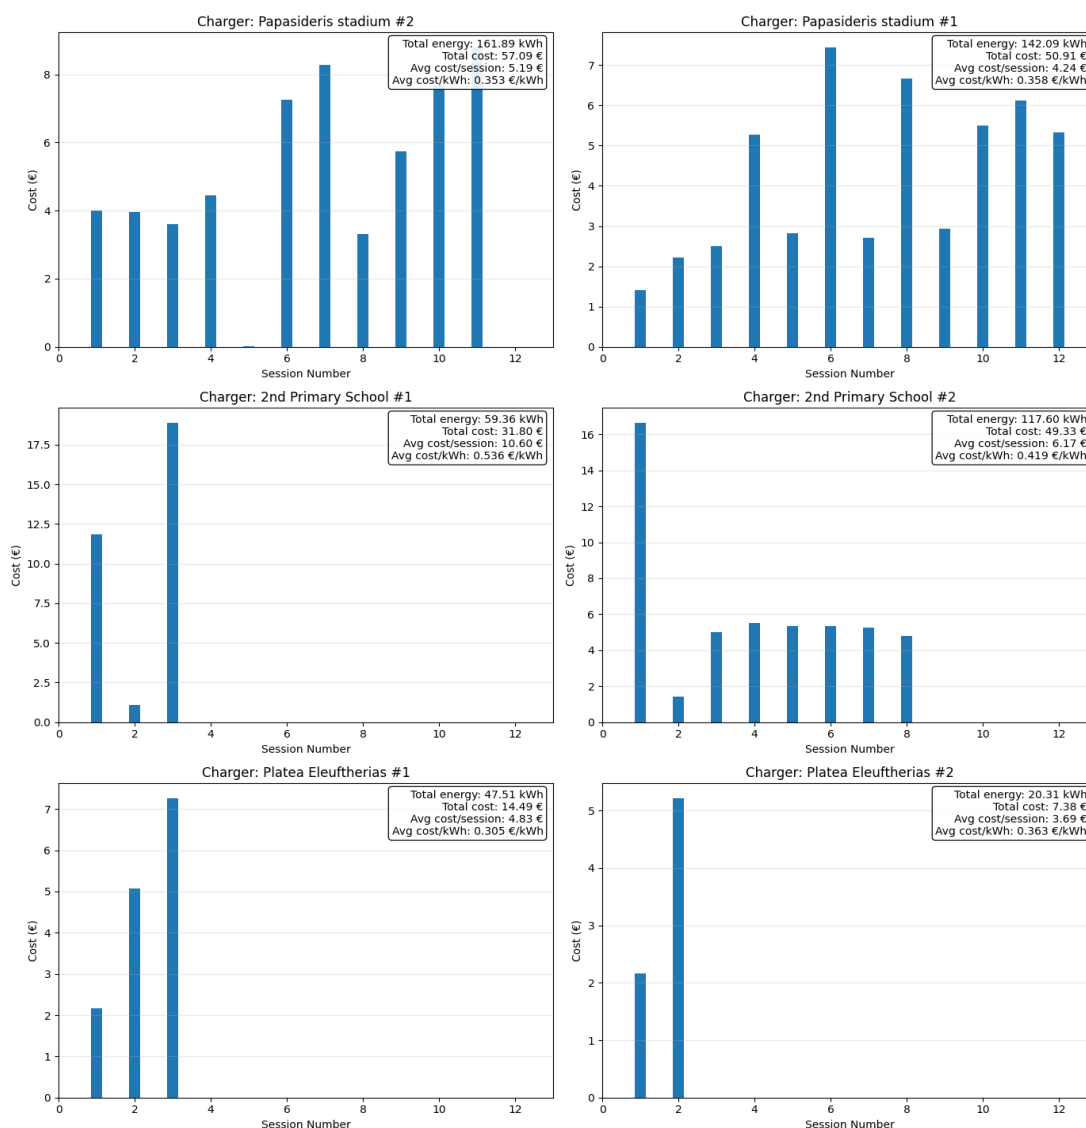 Charger: Papasideris stadium #2
Total energy: 161.89 kWh
Total cost: 57.09 €
Avg cost/session: 5.19 €
Avg cost/kWh: 0.353 €/kWh
Cost (€)
8
6
4
2
0
0 2 4 6 8 10 12
Session Number
Charger: Papasideris stadium #1
Total energy: 142.09 kWh
Total cost: 50.91 €
Avg cost/session: 4.24 €
Avg cost/kWh: 0.358 €/kWh
Cost (€)
7
6
5
4
3
2
1
0
0 2 4 6 8 10 12
Session Number
Charger: 2nd Primary School #1
Total energy: 59.36 kWh
Total cost: 31.80 €
Avg cost/session: 10.60 €
Avg cost/kWh: 0.536 €/kWh
Cost (€)
17.5
15.0
12.5
10.0
7.5
5.0
2.5
0.0
0 2 4 6 8 10 12
Session Number
Charger: 2nd Primary School #2
Total energy: 117.60 kWh
Total cost: 49.33 €
Avg cost/session: 6.17 €
Avg cost/kWh: 0.419 €/kWh
Cost (€)
16
14
12
10
8
6
4
2
0
0 2 4 6 8 10 12
Session Number
Charger: Platea Eleuftherias #1
Total energy: 47.51 kWh
Total cost: 14.49 €
Avg cost/session: 4.83 €
Avg cost/kWh: 0.305 €/kWh
Cost (€)
7
6
5
4
3
2
1
0
0 2 4 6 8 10 12
Session Number
Charger: Platea Eleuftherias #2
Total energy: 20.31 kWh
Total cost: 7.38 €
Avg cost/session: 3.69 €
Avg cost/kWh: 0.363 €/kWh
Cost (€)
5
4
3
2
1
0
0 2 4 6 8 10 12
Session Number